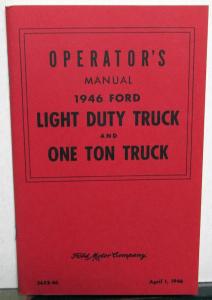 OPERATOR'S
MANUAL
1946 FORD
LIGHT DUTY TRUCK
AND
ONE TON TRUCK
Ford Motor Company
April 1, 1946